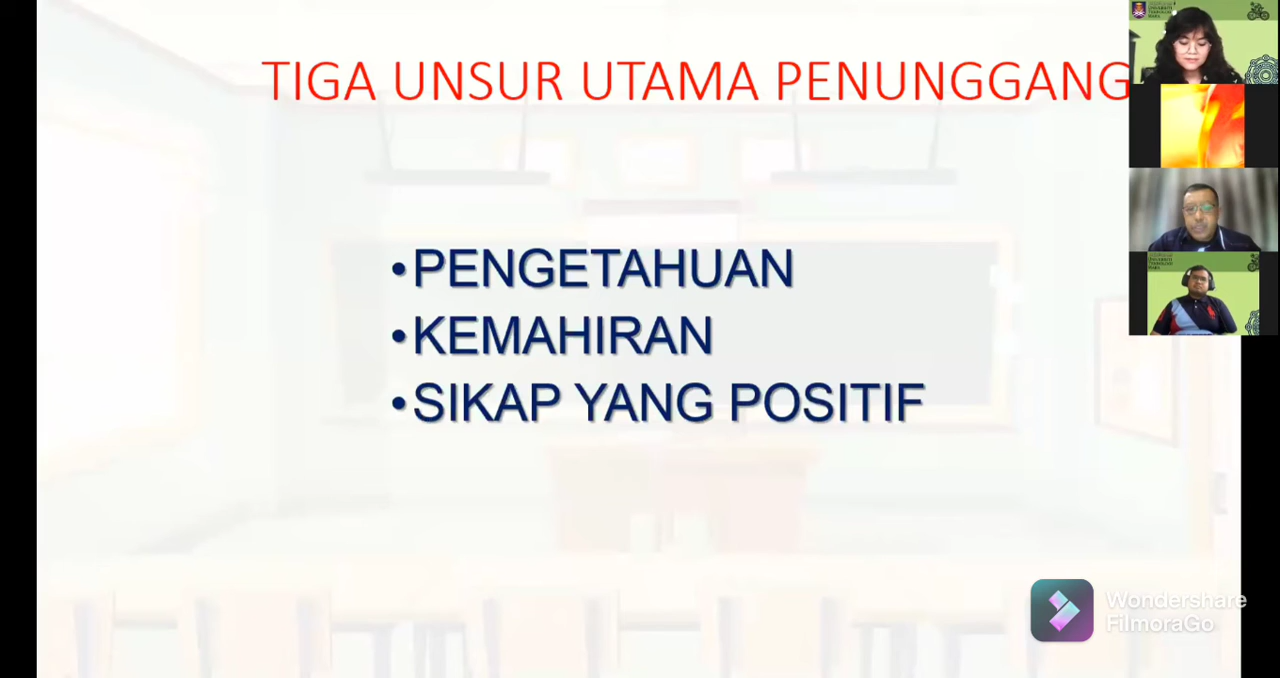 TIGA UNSUR UTAMA PENUNGGANG
•PENGETAHUAN
•KEMAHIRAN
•SIKAP YANG POSITIF
Wondershare
FilmoraGo